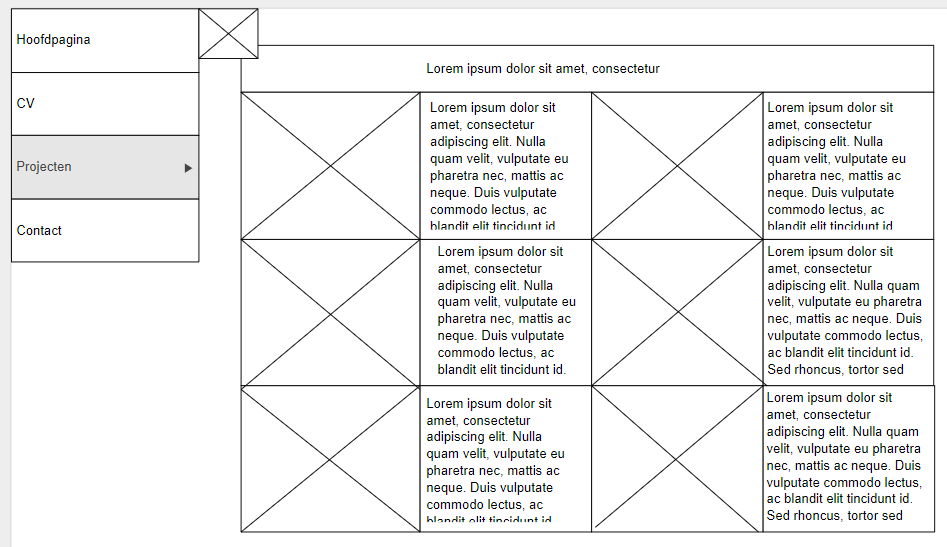 Hoofdpagina
CV
Projecten
Contact
Lorem ipsum dolor sit amet, consectetur
Lorem ipsum dolor sit
amet, consectetur
adipiscing elit. Nulla
quam velit, vulputate eu
pharetra nec, mattis ac
neque. Duis vulputate
commodo lectus, ac
blandit elit tincidunt id.
Lorem ipsum dolor sit
amet, consectetur
adipiscing elit. Nulla
quam velit, vulputate eu
pharetra nec, mattis ac
neque. Duis vulputate
commodo lectus, ac
blandit elit tincidunt id.
Lorem ipsum dolor sit
amet, consectetur
adipiscing elit. Nulla
quam velit, vulputate eu
pharetra nec, mattis ac
neque. Duis vulputate
commodo lectus, ac
blandit elit tincidunt id.
Lorem ipsum dolor sit
amet, consectetur
adipiscing elit. Nulla quam
velit, vulputate eu pharetra
nec, mattis ac neque. Duis
vulputate commodo lectus,
ac blandit elit tincidunt id.
Sed rhoncus, tortor sed
Lorem ipsum dolor sit
amet, consectetur
adipiscing elit. Nulla
quam velit, vulputate eu
pharetra nec, mattis ac
neque. Duis vulputate
commodo lectus, ac
blandit elit tincidunt id.
Lorem ipsum dolor sit
amet, consectetur
adipiscing elit. Nulla quam
velit, vulputate eu pharetra
nec, mattis ac neque. Duis
vulputate commodo lectus,
ac blandit elit tincidunt id.
Sed rhoncus, tortor sed